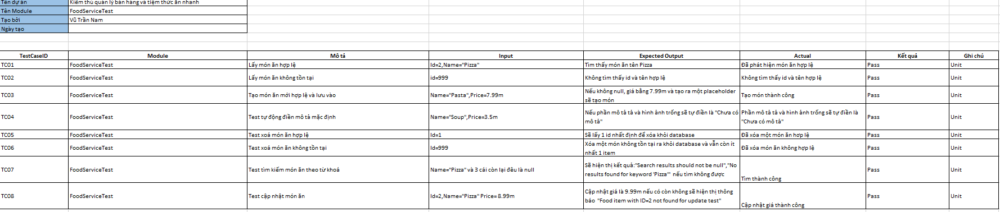 Tên dự án Kiểm thử quản lý bán hàng và tiệm thức ăn nhanh
Tên Module FoodServiceTest
Tạo bởi Vũ Trần Nam
Ngày tạo
TestCaseID Module Mô tả Input Expected Output Actual Kết quả Ghi chú
TC01 FoodServiceTest Lấy món ăn hợp lệ Id=2,Name="Pizza" Tìm thấy món ăn tên Pizza Đã phát hiện món ăn hợp lệ Pass Unit
TC02 FoodServiceTest Lấy món ăn không tồn tại id=999 Không tìm thấy id và tên hợp lệ Không tìm thấy id và tên hợp lệ Pass Unit
TC03 FoodServiceTest Tạo món ăn mới hợp lệ và lưu vào Name="Pasta",Price=7.99m Nếu không null, giá bằng 7.99m và tạo ra một placeholder
sẽ tạo món Tạo món thành công Pass Unit
TC04 FoodServiceTest Test tự động điền mô tả mặc định Name="Soup",Price=3.5m Nếu phần mô tả tả và hình ảnh trống sẽ tự điền là "Chưa có
mô tả" Phần mô tả tả và hình ảnh trống sẽ tự điền là
"Chưa có mô tả" Pass Unit
TC05 FoodServiceTest Test xoá món ăn hợp lệ Id=1 Sẽ lấy 1 id nhất định để xóa khỏi database Đã xóa một món ăn hợp lệ Pass Unit
TC06 FoodServiceTest Test xoá món ăn không tồn tại Id=999 Xóa một món không tồn tại ra khỏi database và vẫn còn ít
nhất 1 item Đã xóa món ăn không hợp lệ Pass Unit
TC07 FoodServiceTest Test tìm kiếm món ăn theo từ khoá Name="Pizza" và 3 cái còn lại đêu là null Sẽ hiện thị kết quả:"Search results should not be null","No
results found for keyword 'Pizza'" nếu tìm không được Tìm thành công Pass Unit
TC08 FoodServiceTest Test cập nhật món ăn Id=2,Name="Pizza" Price= 8.99m Cập nhật giá là 9.99m nếu có còn không sẽ hiện thị thông
báo "Food item with ID=2 not found for update test" Cập nhật giá thành công Pass Unit